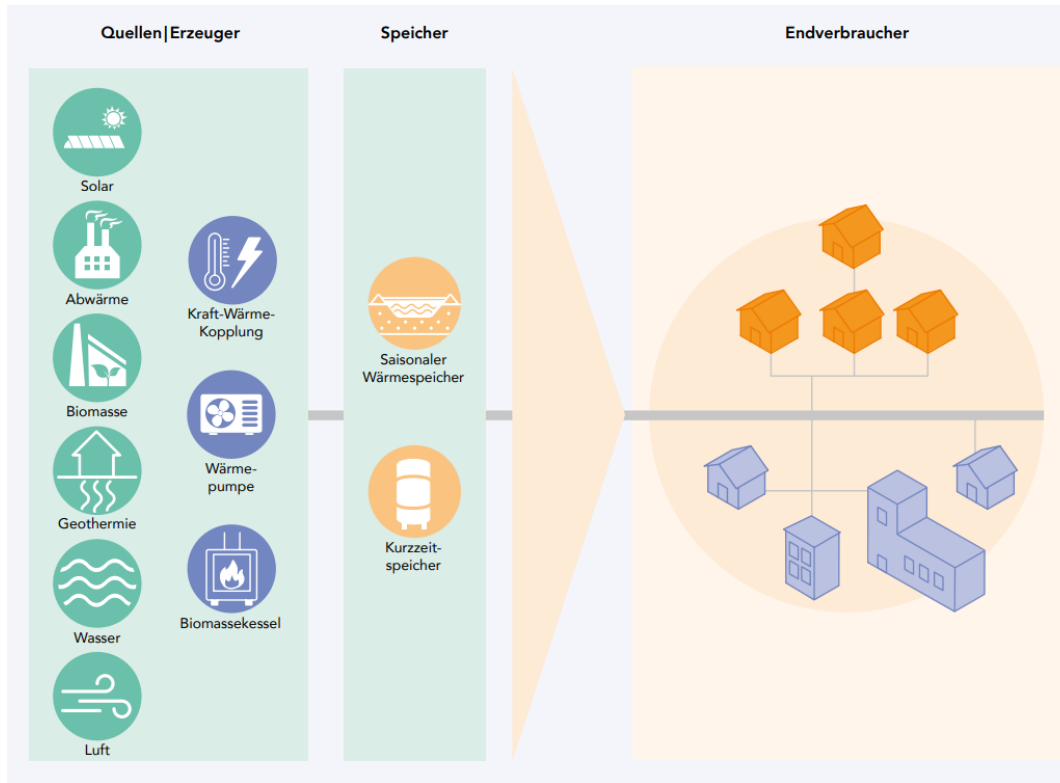 Quellen|Erzeuger
Speicher
Endverbraucher
Solar
Abwärme
Biomasse
Geothermie
Wasser
Luft
Kraft-Wärme-
Kopplung
Wärme-
pumpe
Biomassekessel
Saisonaler
Wärmespeicher
Kurzzeit-
speicher